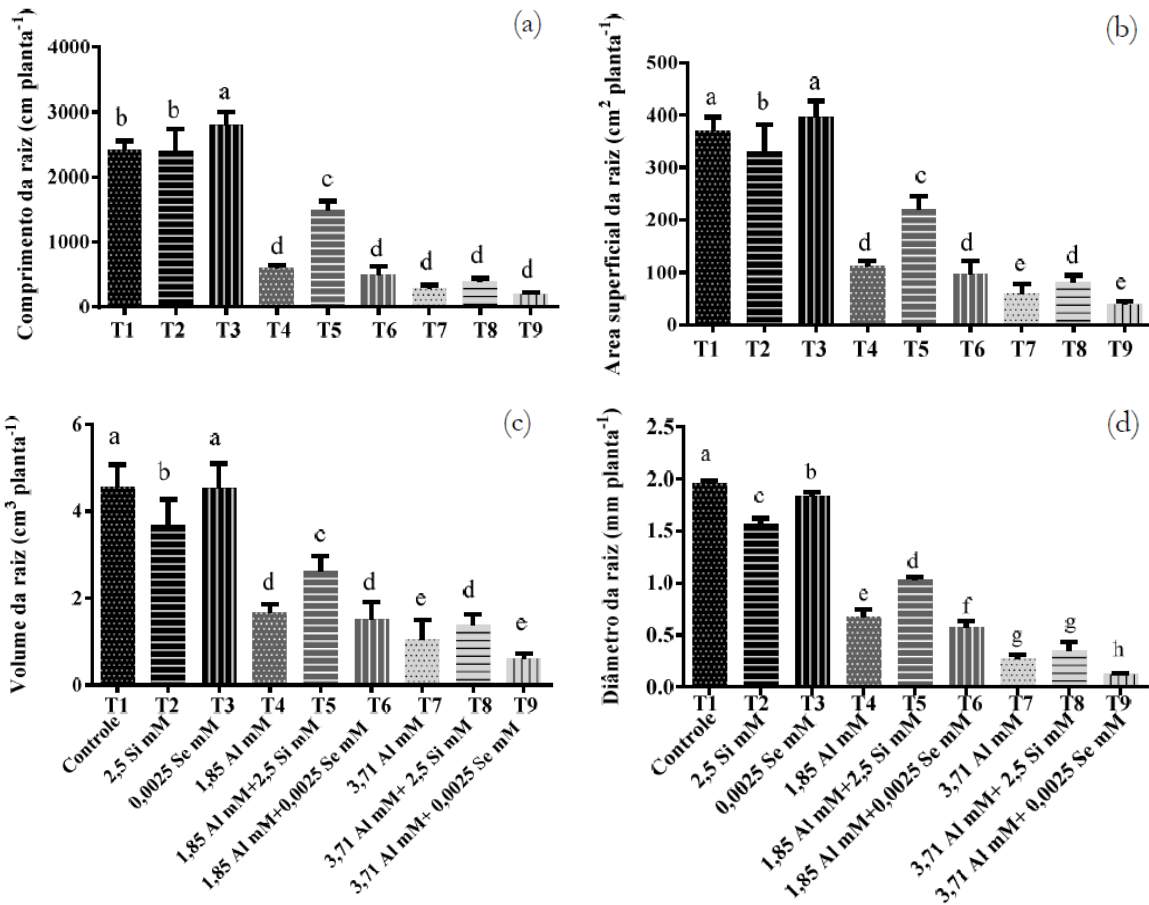 (a)
Comprimento da raiz (cm planta-1)
4000
3000
2000
1000
0
b b a d c d d d d
T1 T2 T3 T4 T5 T6 T7 T8 T9
(b)
Area superficial da raiz (cm2 planta-1)
500
400
300
200
100
0
a b a d c d e d e
T1 T2 T3 T4 T5 T6 T7 T8 T9
(c)
Volume da raiz (cm3 planta-1)
6
4
2
0
a b a d c d e d e
T1 T2 T3 T4 T5 T6 T7 T8 T9
Controle
2,5 Si mM
0,0025 Se mM
1,85 Al mM
1,85 Al mM+2,5 Si mM
1,85 Al mM+0,0025 Se mM
3,71 Al mM
3,71 Al mM+ 2,5 Si mM
3,71 Al mM+ 0,0025 Se mM
(d)
Diâmetro da raiz (mm planta-1)
2.5
2.0
1.5
1.0
0.5
0.0
a c b e d f g g h
T1 T2 T3 T4 T5 T6 T7 T8 T9
Controle
2,5 Si mM
0,0025 Se mM
1,85 Al mM
1,85 Al mM+2,5 Si mM
1,85 Al mM+0,0025 Se mM
3,71 Al mM
3,71 Al mM+ 2,5 Si mM
3,71 Al mM+ 0,0025 Se mM